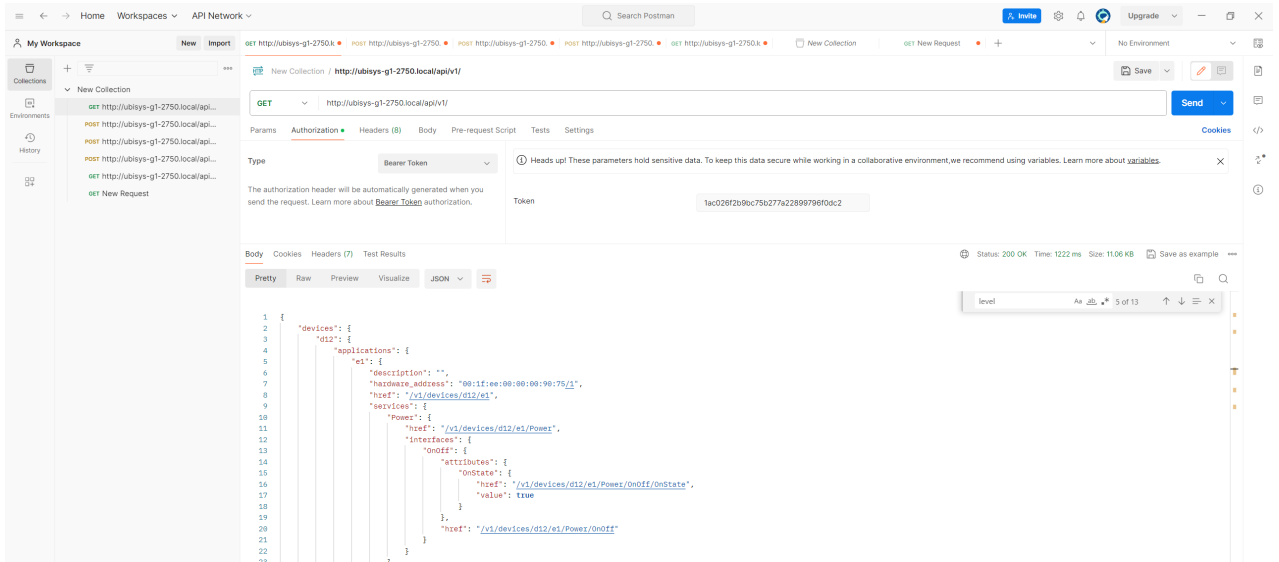 Home Workspaces API Network Search Postman Invite Upgrade
My Workspace New Import GET http://ubisys-g1-2750.k POST http://ubisys-g1-2750. POST http://ubisys-g1-2750. POST http://ubisys-g1-2750. GET http://ubisys-g1-2750.k New Collection GET New Request No Environment
Collections
Environments
History
New Collection
GET http://ubisys-g1-2750.local/api...
POST http://ubisys-g1-2750.local/api...
POST http://ubisys-g1-2750.local/api...
POST http://ubisys-g1-2750.local/api...
GET http://ubisys-g1-2750.local/api...
GET New Request
HTTP New Collection / http://ubisys-g1-2750.local/api/v1/ Save
GET http://ubisys-g1-2750.local/api/v1/ Send
Params Authorization Headers (8) Body Pre-request Script Tests Settings Cookies
Type Bearer Token
The authorization header will be automatically generated when you
send the request. Learn more about Bearer Token authorization.
Heads up! These parameters hold sensitive data. To keep this data secure while working in a collaborative environment,we recommend using variables. Learn more about variables.
Token 1ac026f2b9bc75b277a22899796f0dc2
Body Cookies Headers (7) Test Results Status: 200 OK Time: 1222 ms Size: 11.06 KB Save as example
Pretty Raw Preview Visualize JSON
level Aa ab .* 5 of 13
1 {
2 "devices": {
3 "d12": {
4 "applications": {
5 "e1": {
6 "description": "",
7 "hardware_address": "00:1f:ee:00:00:00:90:75/1",
8 "href": "/v1/devices/d12/e1",
9 "services": {
10 "Power": {
11 "href": "/v1/devices/d12/e1/Power",
12 "interfaces": {
13 "OnOff": {
14 "attributes": {
15 "OnState": {
16 "href": "/v1/devices/d12/e1/Power/OnOff/OnState",
17 "value": true
18 }
19 },
20 "href": "/v1/devices/d12/e1/Power/OnOff"
21 }
22 }